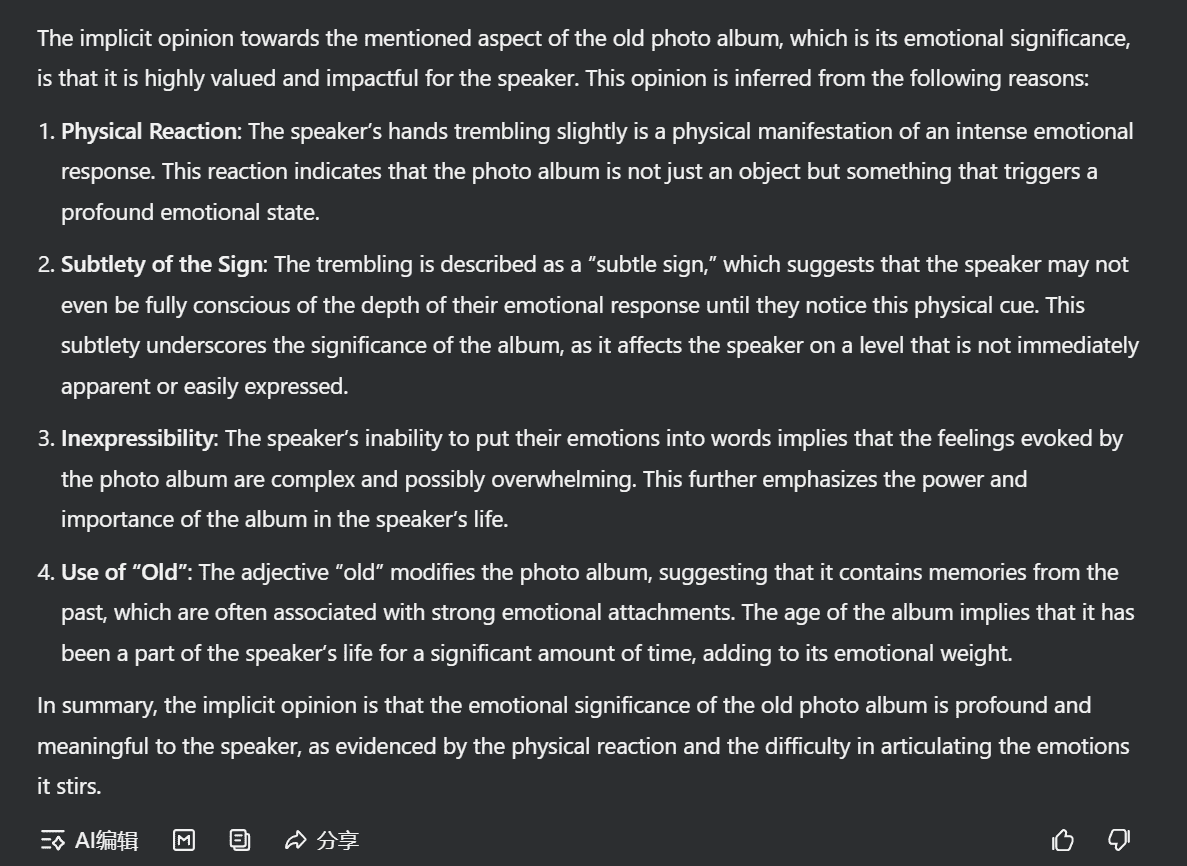 The implicit opinion towards the mentioned aspect of the old photo album, which is its emotional significance,
is that it is highly valued and impactful for the speaker. This opinion is inferred from the following reasons:
1. Physical Reaction: The speaker’s hands trembling slightly is a physical manifestation of an intense emotional
response. This reaction indicates that the photo album is not just an object but something that triggers a
profound emotional state.
2. Subtlety of the Sign: The trembling is described as a “subtle sign,” which suggests that the speaker may not
even be fully conscious of the depth of their emotional response until they notice this physical cue. This
subtlety underscores the significance of the album, as it affects the speaker on a level that is not immediately
apparent or easily expressed.
3. Inexpressibility: The speaker’s inability to put their emotions into words implies that the feelings evoked by
the photo album are complex and possibly overwhelming. This further emphasizes the power and
importance of the album in the speaker’s life.
4. Use of “Old”: The adjective “old” modifies the photo album, suggesting that it contains memories from the
past, which are often associated with strong emotional attachments. The age of the album implies that it has
been a part of the speaker’s life for a significant amount of time, adding to its emotional weight.
In summary, the implicit opinion is that the emotional significance of the old photo album is profound and
meaningful to the speaker, as evidenced by the physical reaction and the difficulty in articulating the emotions
it stirs.
AI编辑 分享